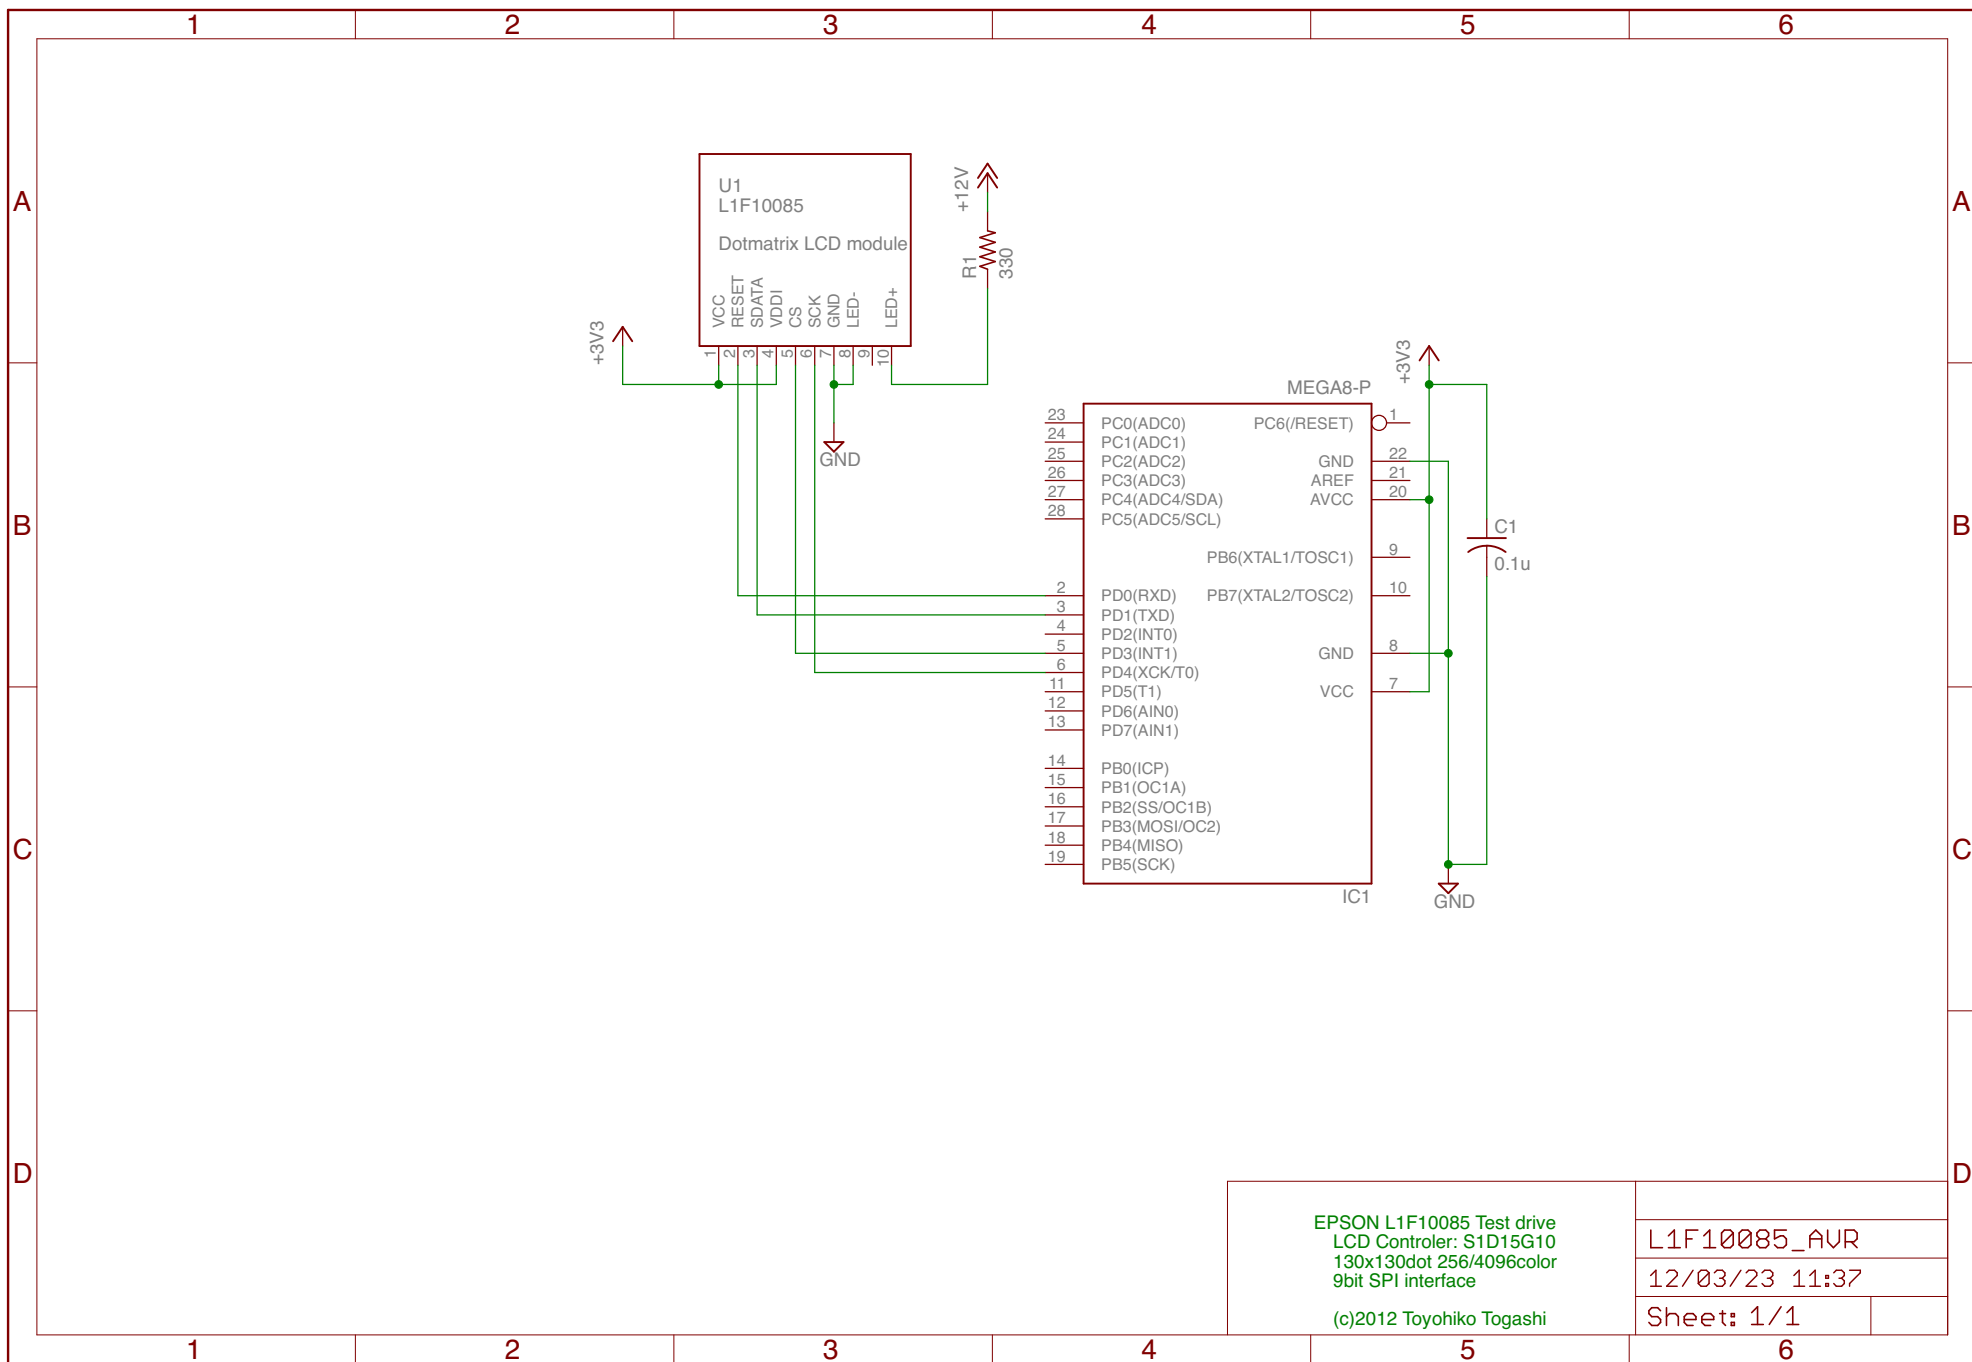 1 2 3 4 5 6
A A
U1
L1F10085
Dotmatrix LCD module
VCC
RESET
SDATA
VDDI
CS
SCK
GND
LED-
LED+
1
2
3
4
5
6
7
8
9
10
+12V
R1
330
+3V3
GND
+3V3
MEGA8-P
B B
23 PC0(ADC0)
24 PC1(ADC1)
25 PC2(ADC2)
26 PC3(ADC3)
27 PC4(ADC4/SDA)
28 PC5(ADC5/SCL)
2 PD0(RXD)
3 PD1(TXD)
4 PD2(INT0)
5 PD3(INT1)
6 PD4(XCK/T0)
11 PD5(T1)
12 PD6(AIN0)
13 PD7(AIN1)
14 PB0(ICP)
15 PB1(OC1A)
16 PB2(SS/OC1B)
17 PB3(MOSI/OC2)
18 PB4(MISO)
19 PB5(SCK)
PC6(/RESET) 1
GND 22
AREF 21
AVCC 20
PB6(XTAL1/TOSC1) 9
PB7(XTAL2/TOSC2) 10
GND 8
VCC 7
IC1
C1
0.1u
GND
C C
D D
EPSON L1F10085 Test drive
LCD Controler: S1D15G10
130x130dot 256/4096color
9bit SPI interface
(c)2012 Toyohiko Togashi
L1F10085_AVR
12/03/23 11:37
Sheet: 1/1
1 2 3 4 5 6